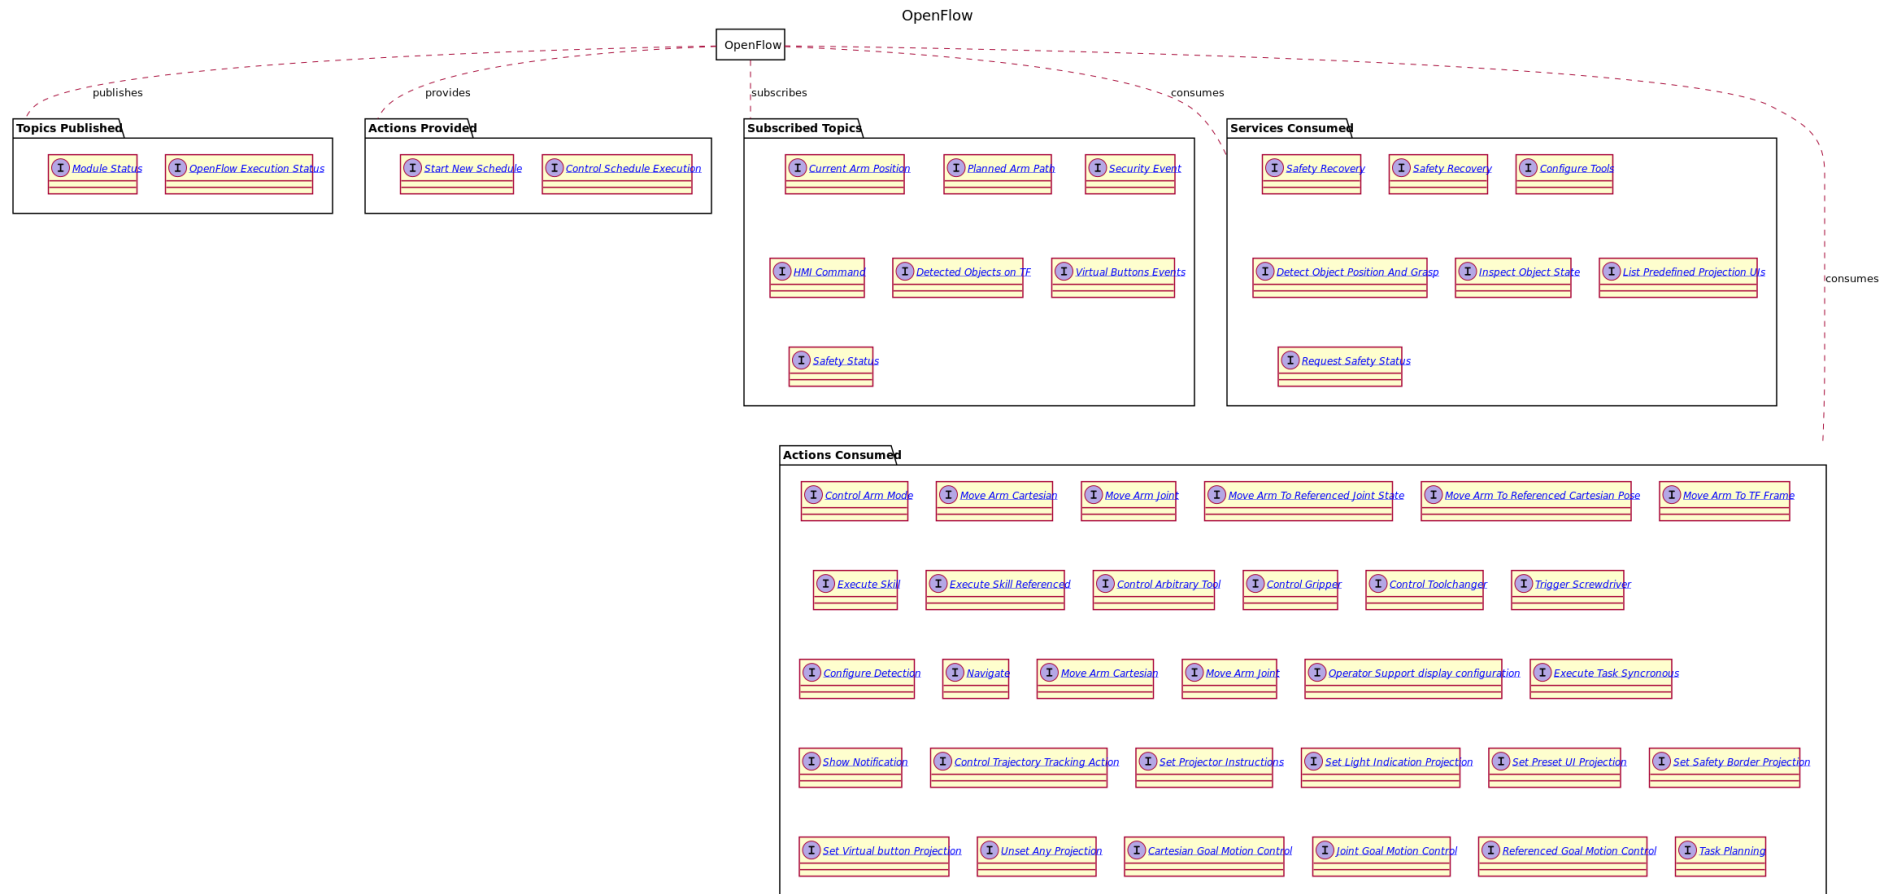 OpenFlow
OpenFlow
publishes
provides
subscribes
consumes
Topics Published
Actions Provided
Subscribed Topics
Services Consumed
I Module Status
I OpenFlow Execution Status
I Start New Schedule
I Control Schedule Execution
I Current Arm Position
I Planned Arm Path
I Security Event
I Safety Recovery
I Safety Recovery
I Configure Tools
I HMI Command
I Detected Objects on TF
I Virtual Buttons Events
I Detect Object Position And Grasp
I Inspect Object State
I List Predefined Projection UIs
consumes
I Safety Status
I Request Safety Status
Actions Consumed
I Control Arm Mode
I Move Arm Cartesian
I Move Arm Joint
I Move Arm To Referenced Joint State
I Move Arm To Referenced Cartesian Pose
I Move Arm To TF Frame
I Execute Skill
I Execute Skill Referenced
I Control Arbitrary Tool
I Control Gripper
I Control Toolchanger
I Trigger Screwdriver
I Configure Detection
I Navigate
I Move Arm Cartesian
I Move Arm Joint
I Operator Support display configuration
I Execute Task Syncronous
I Show Notification
I Control Trajectory Tracking Action
I Set Projector Instructions
I Set Light Indication Projection
I Set Preset UI Projection
I Set Safety Border Projection
I Set Virtual button Projection
I Unset Any Projection
I Cartesian Goal Motion Control
I Joint Goal Motion Control
I Referenced Goal Motion Control
I Task Planning